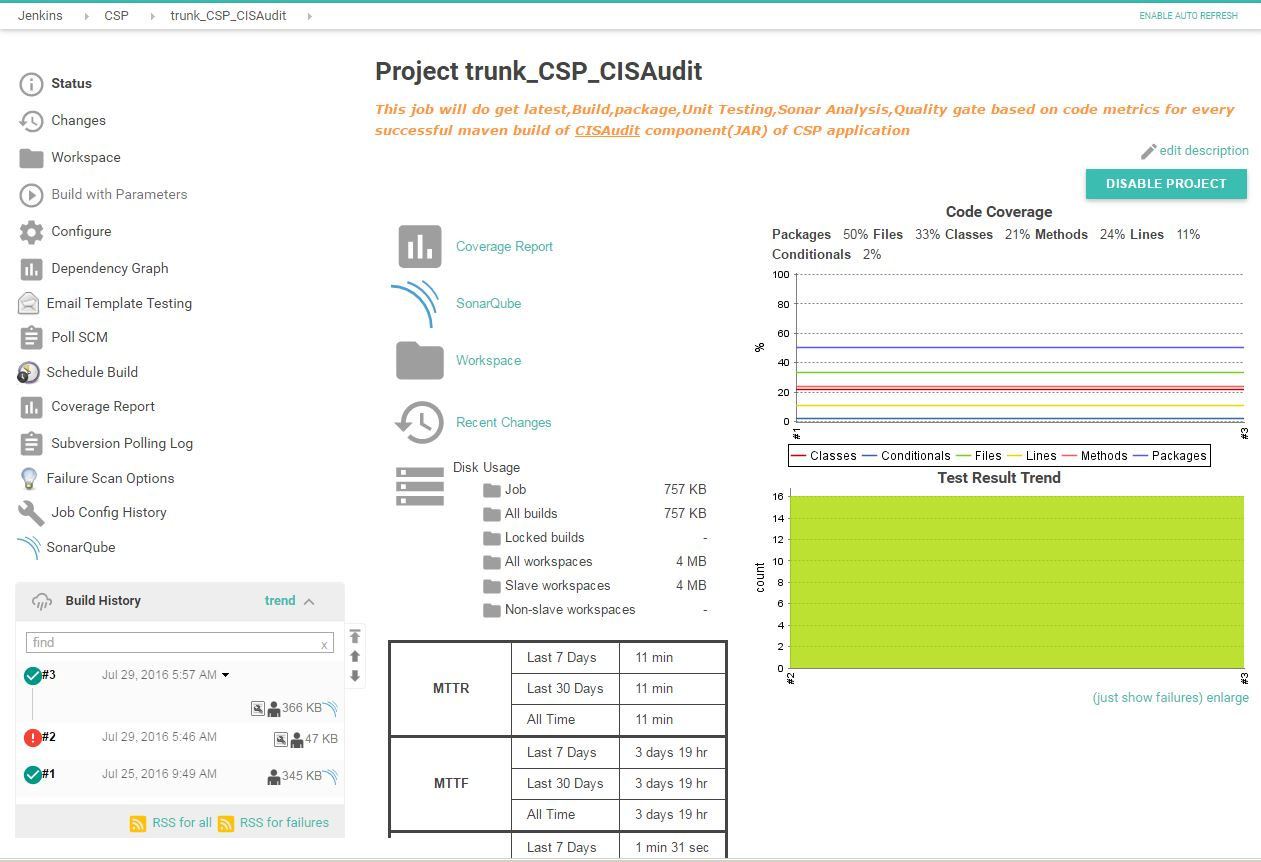 Jenkins CSP trunk_CSP_CISAudit ENABLE AUTO REFRESH
Status
Changes
Workspace
Build with Parameters
Configure
Dependency Graph
Email Template Testing
Poll SCM
Schedule Build
Coverage Report
Subversion Polling Log
Failure Scan Options
Job Config History
SonarQube
Build History trend
find x
#3 Jul 29, 2016 5:57 AM
366 KB
#2 Jul 29, 2016 5:46 AM 47 KB
#1 Jul 25, 2016 9:49 AM 345 KB
RSS for all RSS for failures
Project trunk_CSP_CISAudit
This job will do get latest,Build,package,Unit Testing,Sonar Analysis,Quality gate based on code metrics for every
successful maven build of CISAudit component(JAR) of CSP application
edit description
DISABLE PROJECT
Coverage Report
SonarQube
Workspace
Recent Changes
Disk Usage
Job 757 KB
All builds 757 KB
Locked builds -
All workspaces 4 MB
Slave workspaces 4 MB
Non-slave workspaces -
MTTR
Last 7 Days 11 min
Last 30 Days 11 min
All Time 11 min
MTTF
Last 7 Days 3 days 19 hr
Last 30 Days 3 days 19 hr
All Time 3 days 19 hr
Last 7 Days 1 min 31 sec
Code Coverage
Packages 50% Files 33% Classes 21% Methods 24% Lines 11%
Conditionals 2%
100
80
60
%
40
20
0
#1 #3
Classes Conditionals Files Lines Methods Packages
Test Result Trend
16
14
12
10
count
8
6
4
2
0
#2 #3
(just show failures) enlarge